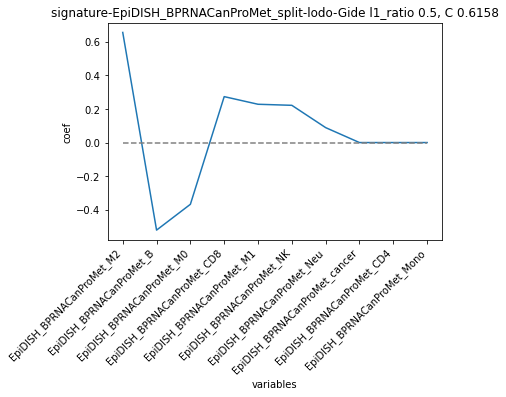 signature-EpiDISH_BPRNACanProMet_split-lodo-Gide l1_ratio 0.5, C 0.6158
0.6
0.4
0.2
0.0
−0.2
−0.4
coef
EpiDISH_BPRNACanProMet_M2
EpiDISH_BPRNACanProMet_B
EpiDISH_BPRNACanProMet_M0
EpiDISH_BPRNACanProMet_CD8
EpiDISH_BPRNACanProMet_M1
EpiDISH_BPRNACanProMet_NK
EpiDISH_BPRNACanProMet_Neu
EpiDISH_BPRNACanProMet_cancer
EpiDISH_BPRNACanProMet_CD4
EpiDISH_BPRNACanProMet_Mono
variables